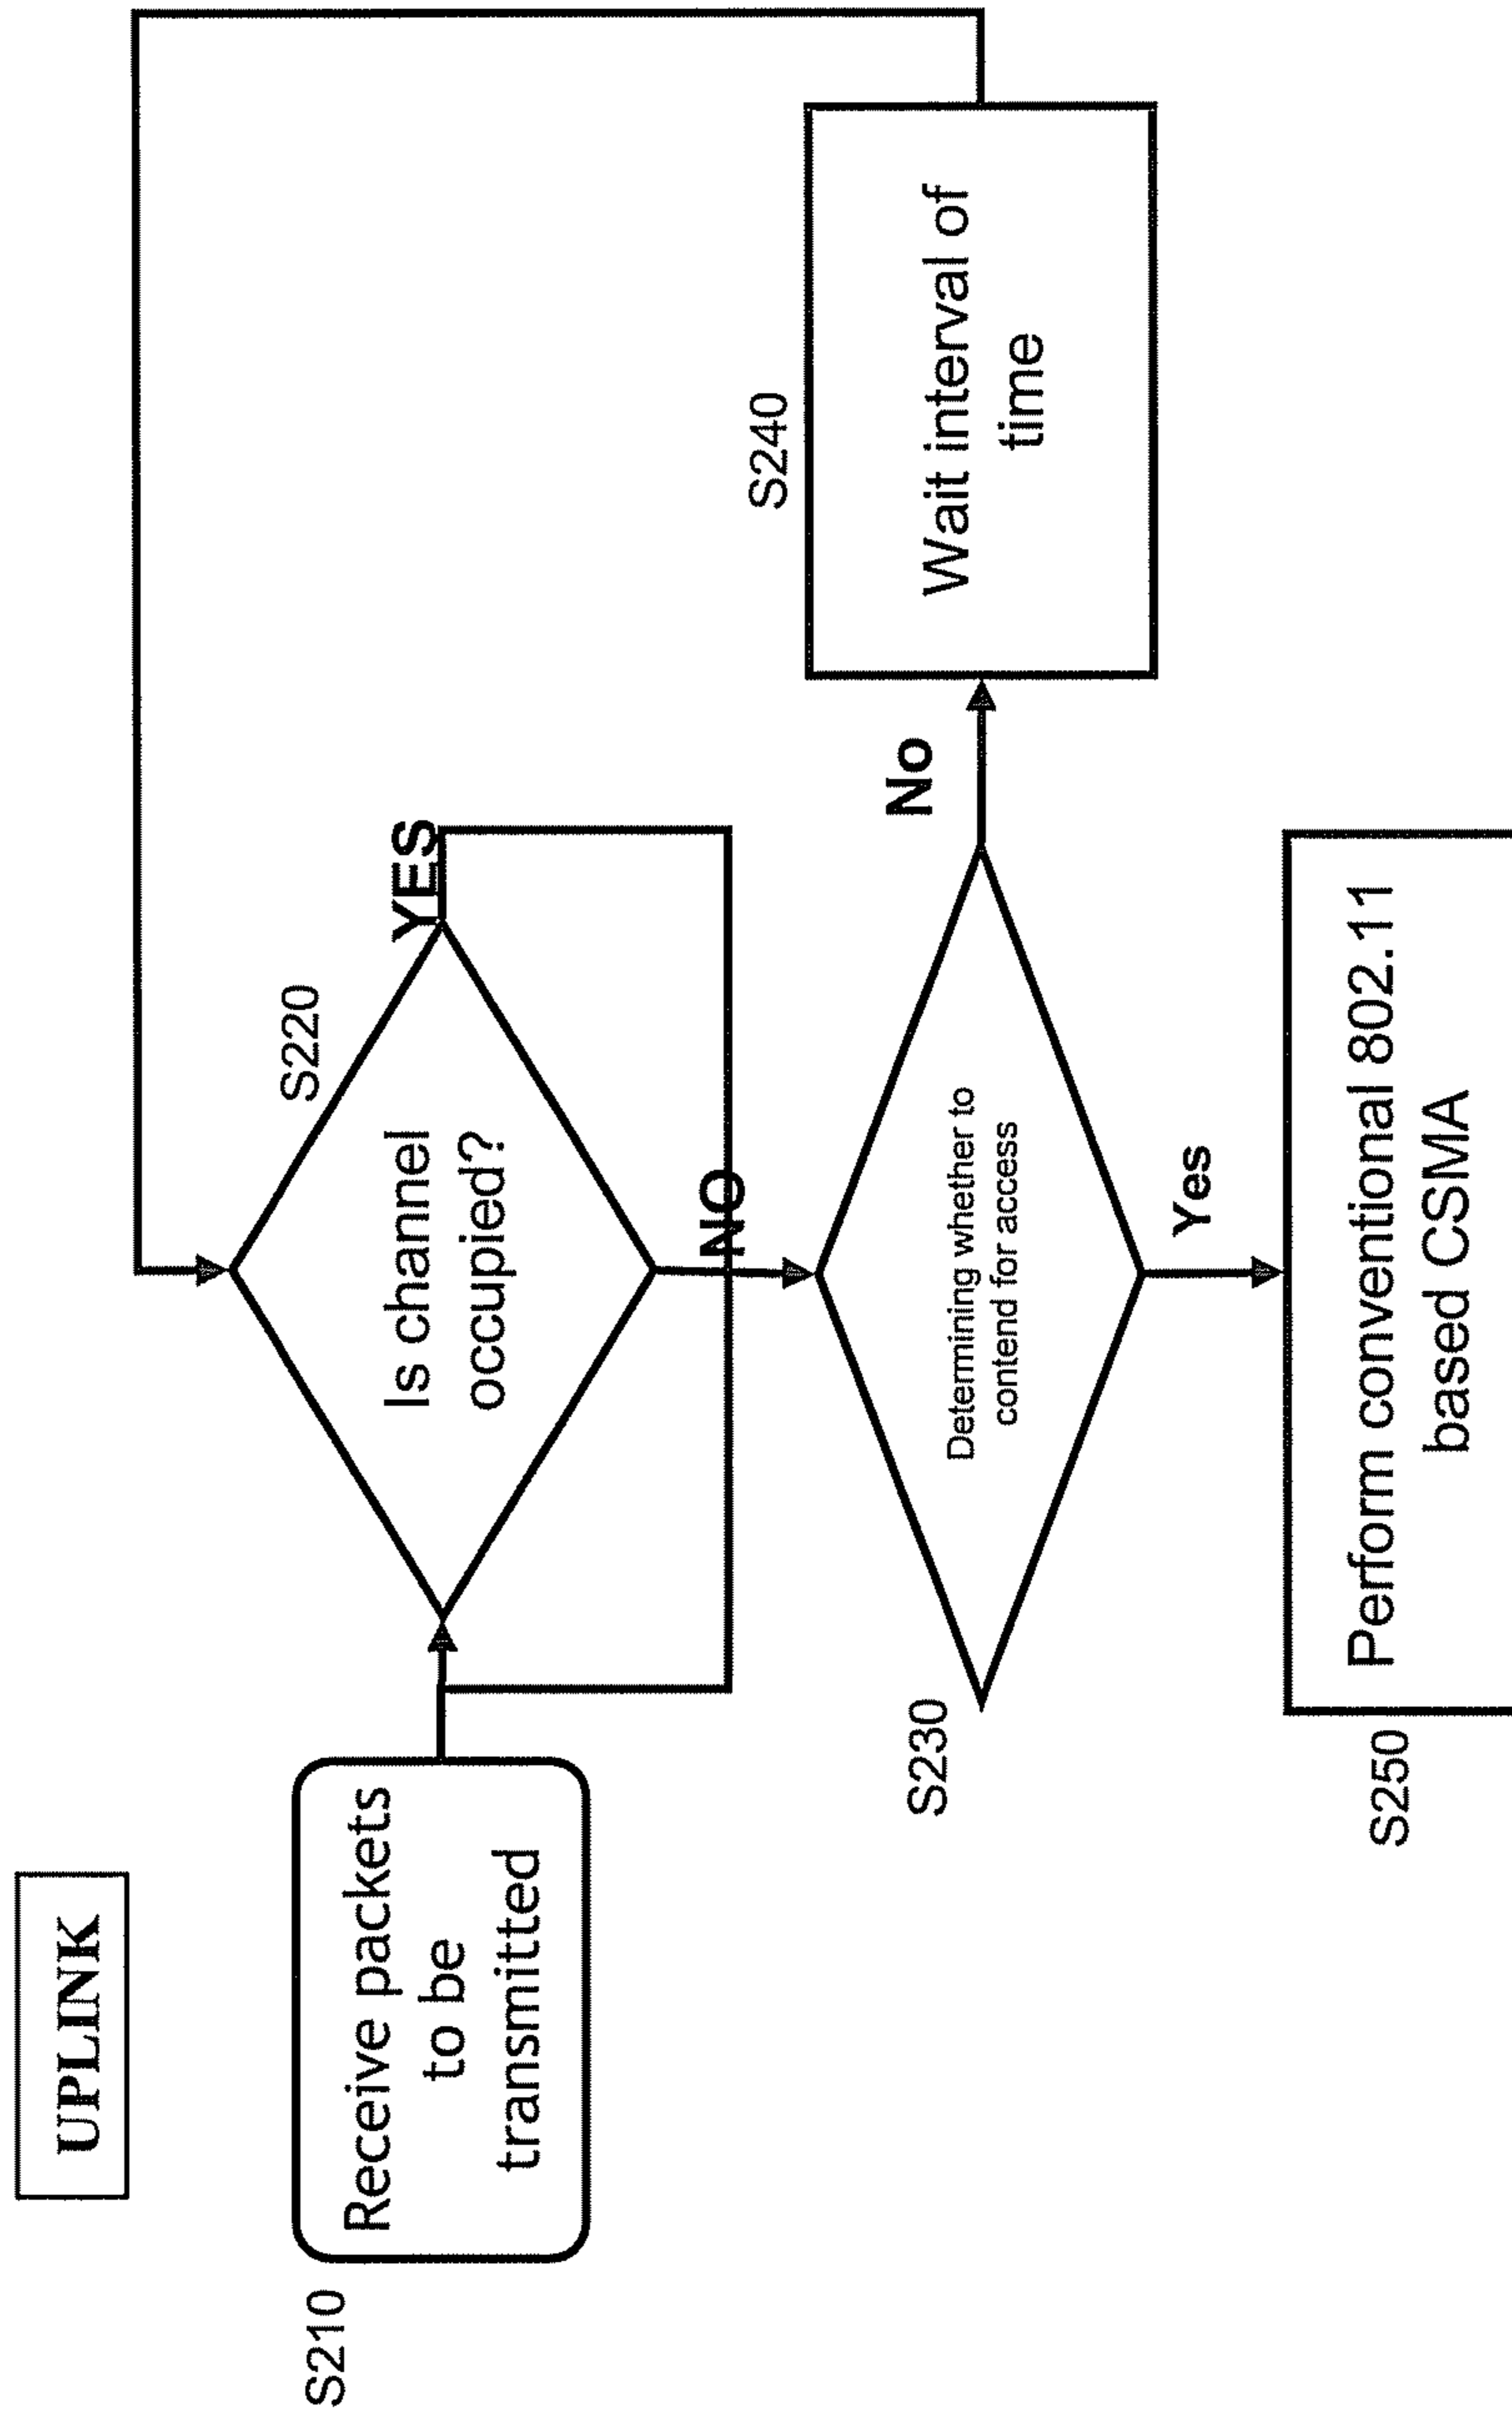 UPLINK
S210
Receive packets
to be
transmitted
S220
Is channel
occupied?
YES
NO
S230
Determining whether to
contend for access
No
S240
Wait interval of
time
Yes
S250
Perform conventional 802.11
based CSMA